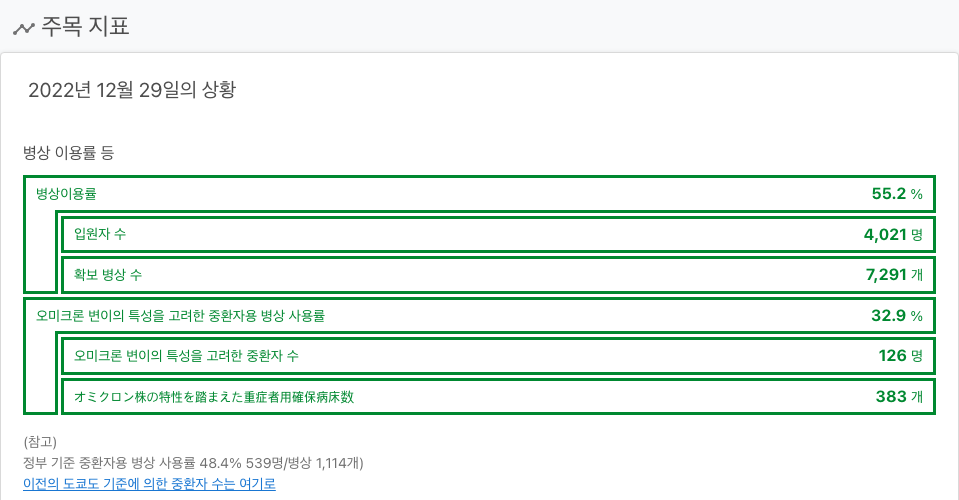 주목 지표
2022년 12월 29일의 상황
병상 이용률 등
병상이용률 55.2 %
입원자 수 4,021 명
확보 병상 수 7,291 개
오미크론 변이의 특성을 고려한 중환자용 병상 사용률 32.9 %
오미크론 변이의 특성을 고려한 중환자 수 126 명
オミクロン株の特性を踏まえた重症者用確保病床数 383 개
(참고)
정부 기준 중환자용 병상 사용률 48.4% 539명/병상 1,114개)
이전의 도쿄도 기준에 의한 중환자 수는 여기로